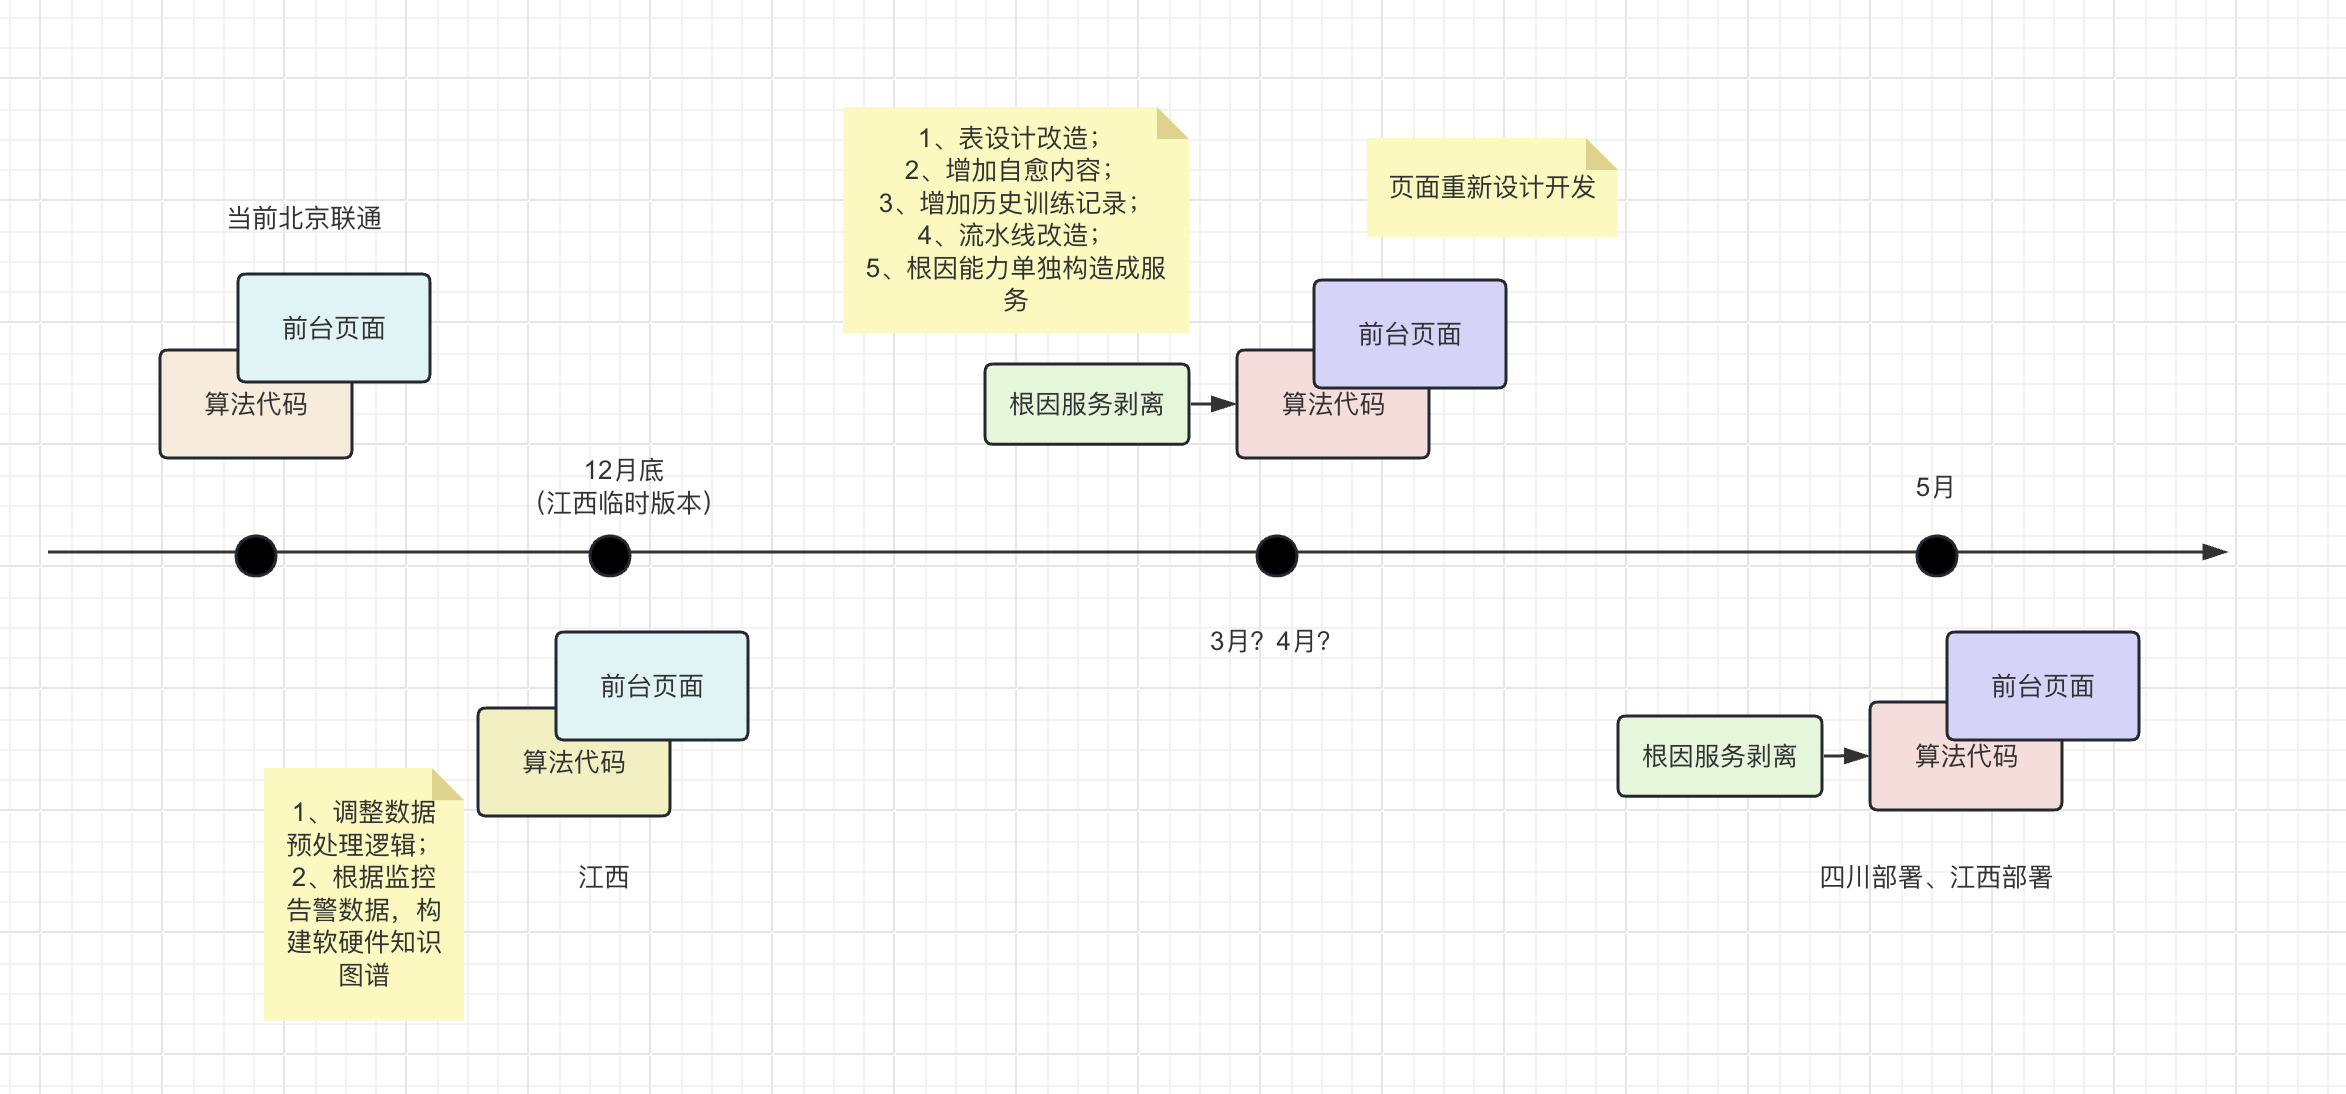 当前北京联通
前台页面
算法代码
12月底
（江西临时版本）
1、调整数据
预处理逻辑；
2、根据监控
告警数据，构
建软硬件知识
图谱
前台页面
算法代码
江西
1、表设计改造；
2、增加自愈内容；
3、增加历史训练记录；
4、流水线改造；
5、根因能力单独构造成服
务
页面重新设计开发
前台页面
根因服务剥离
算法代码
3月？4月？
5月
前台页面
根因服务剥离
算法代码
四川部署、江西部署